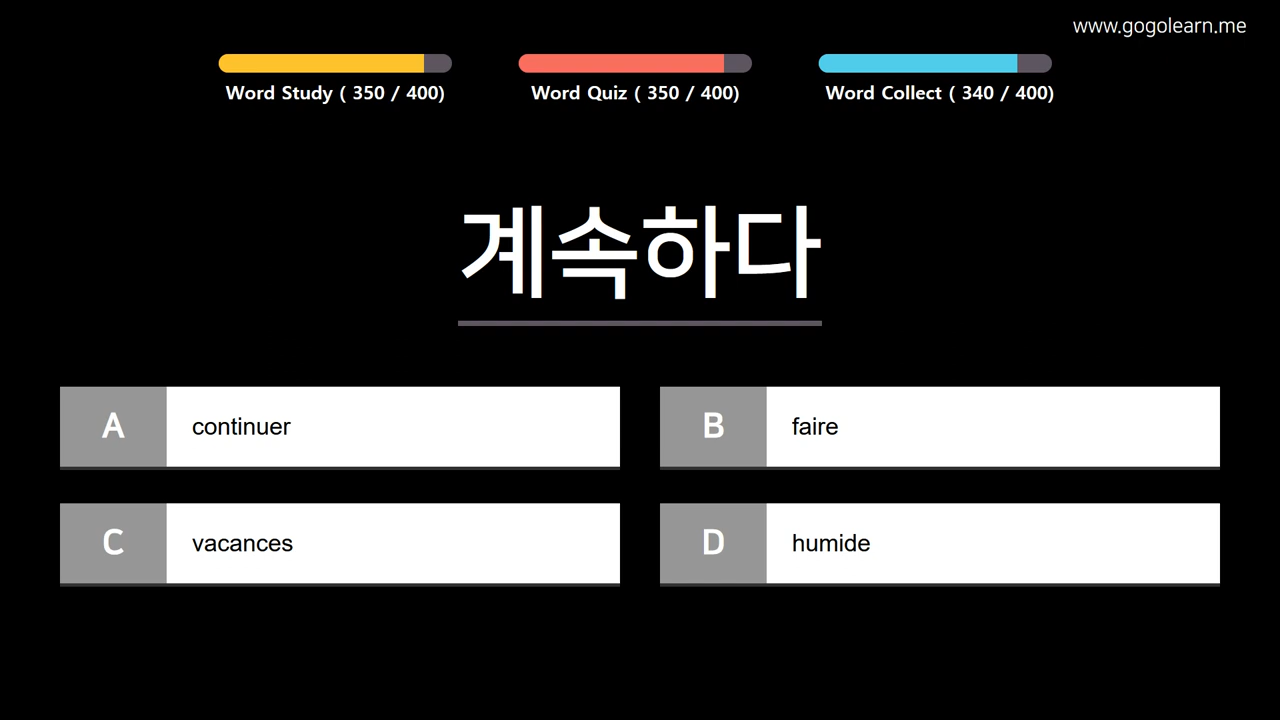 www.gogolearn.me
Word Study ( 350 / 400)
Word Quiz ( 350 / 400)
Word Collect ( 340 / 400)
계속하다
A continuer
B faire
C vacances
D humide